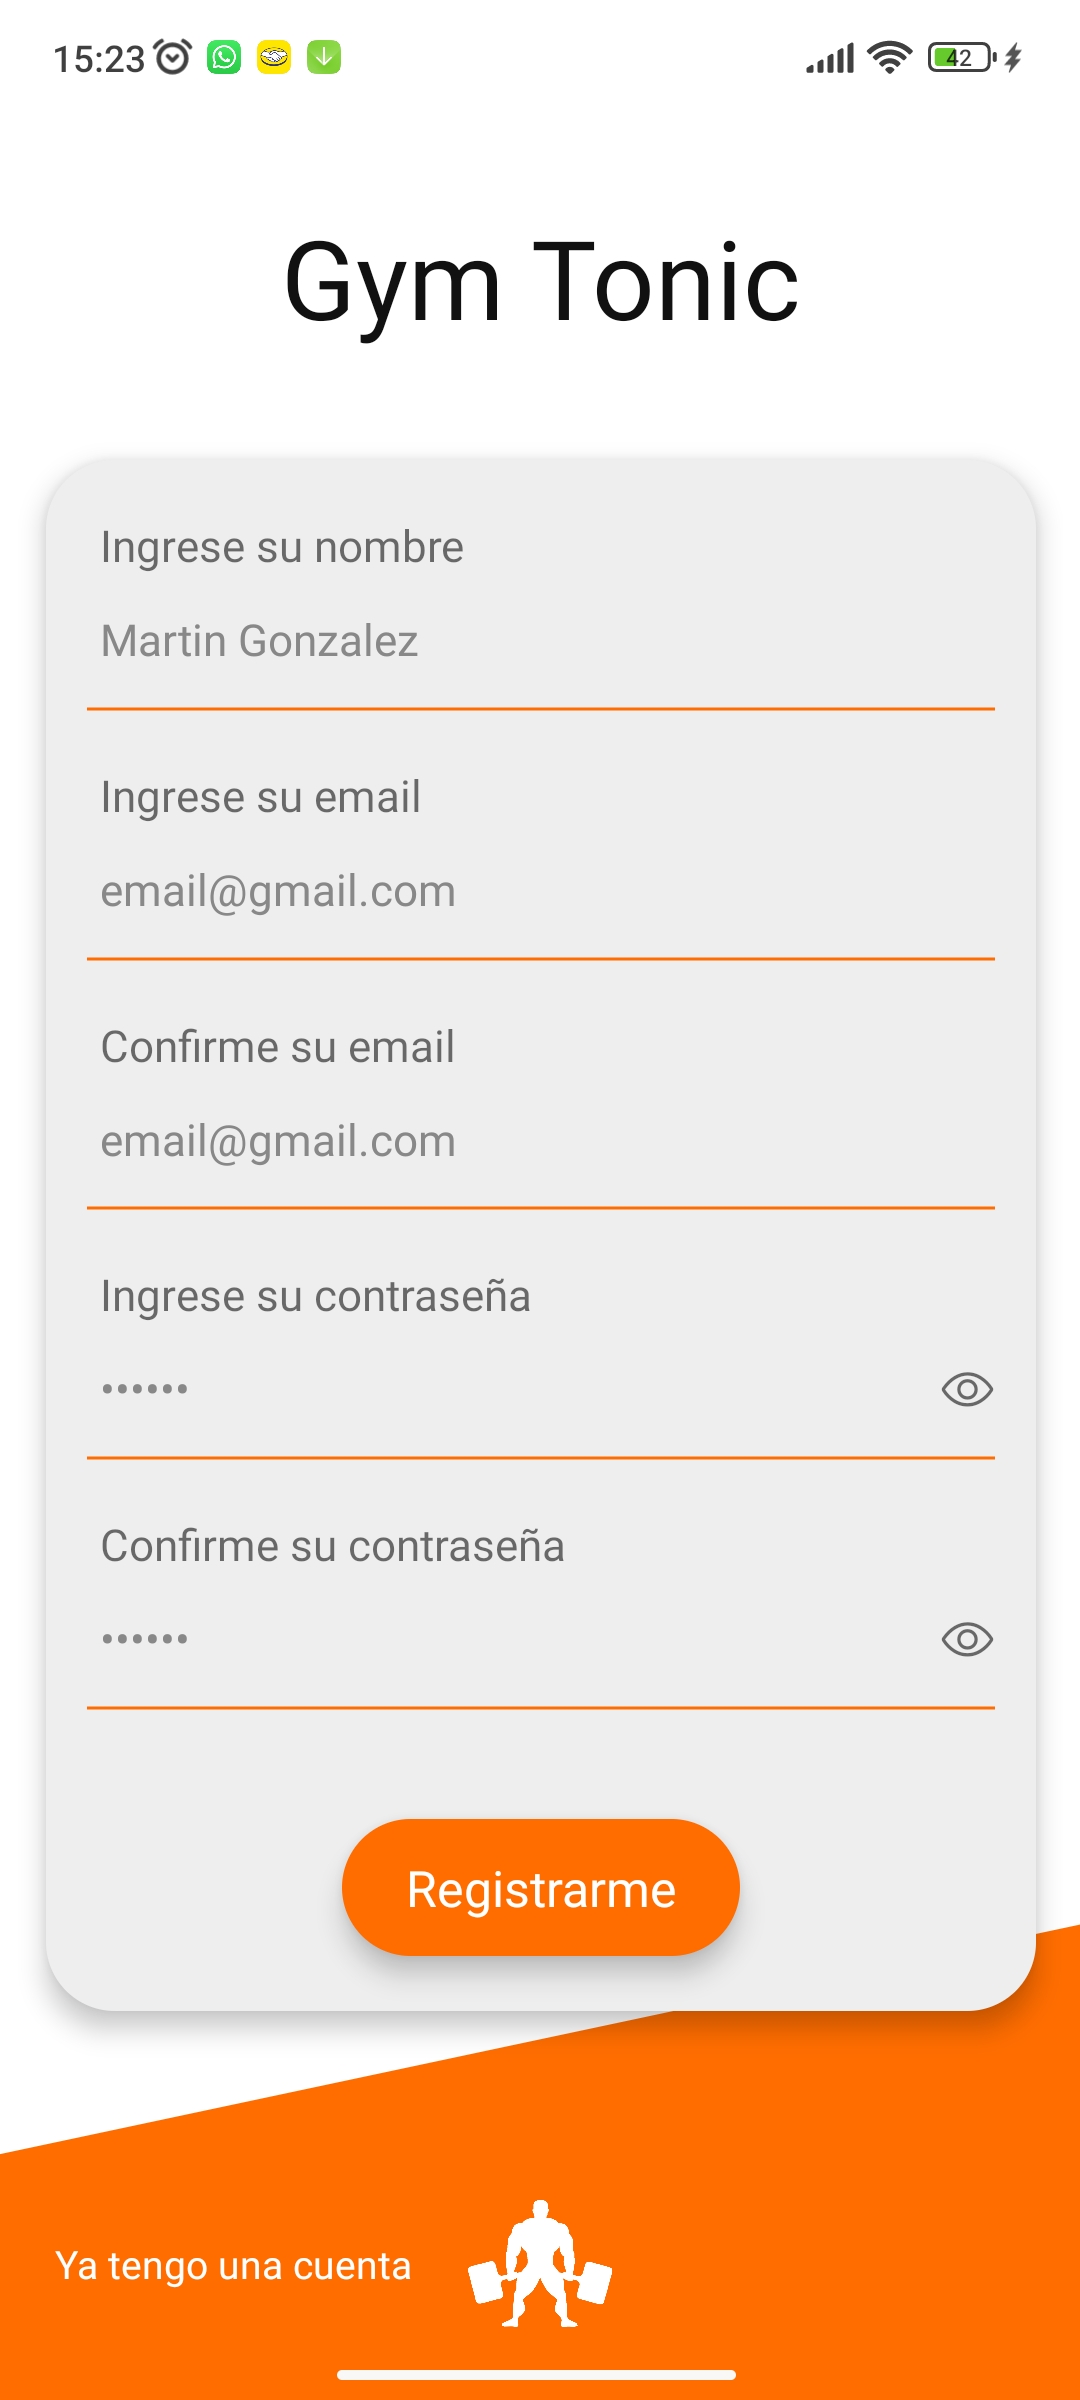 15:23
42
Gym Tonic
Ingrese su nombre
Martin Gonzalez
Ingrese su email
email@gmail.com
Confirme su email
email@gmail.com
Ingrese su contraseña
••••••
Confirme su contraseña
••••••
Registrarme
Ya tengo una cuenta